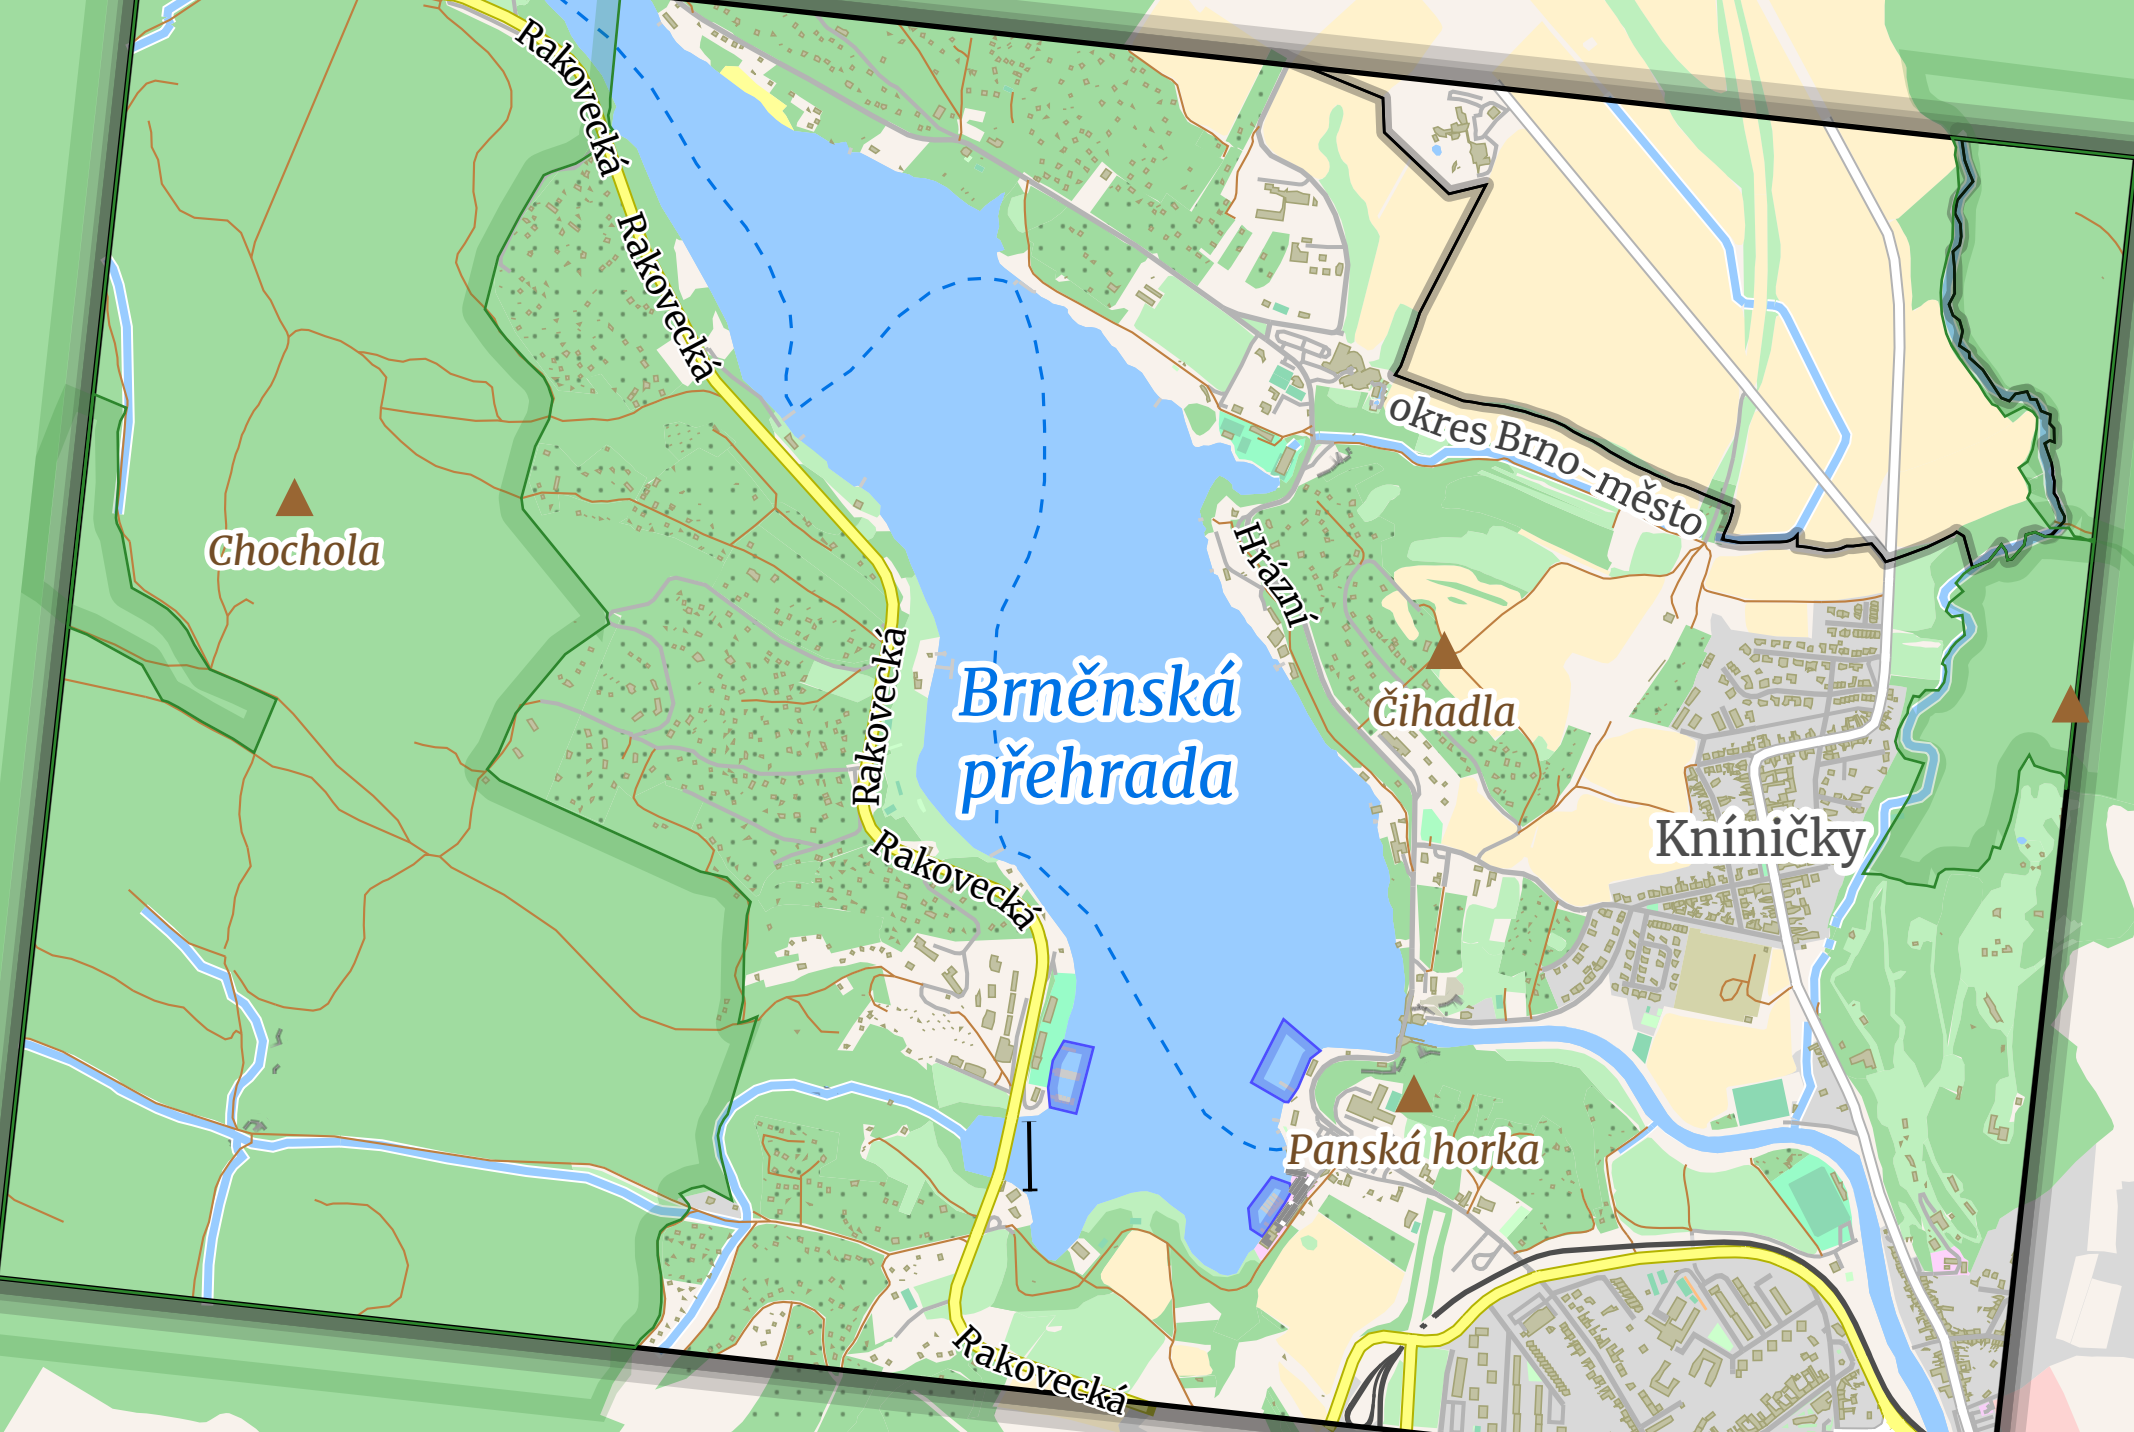 Rakovecká
Rakovecká
okres Brno-město
Chochola
Hrázní
Rakovecká
Brněnská
přehrada
Čihadla
Kníničky
Rakovecká
Panská horka
Rakovecká